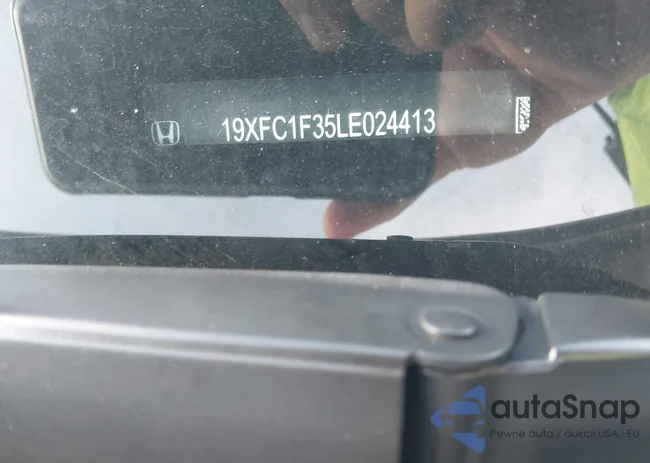 19XFC1F35LE024413
autaSnap
Pewne auta z aukcji USA i EU